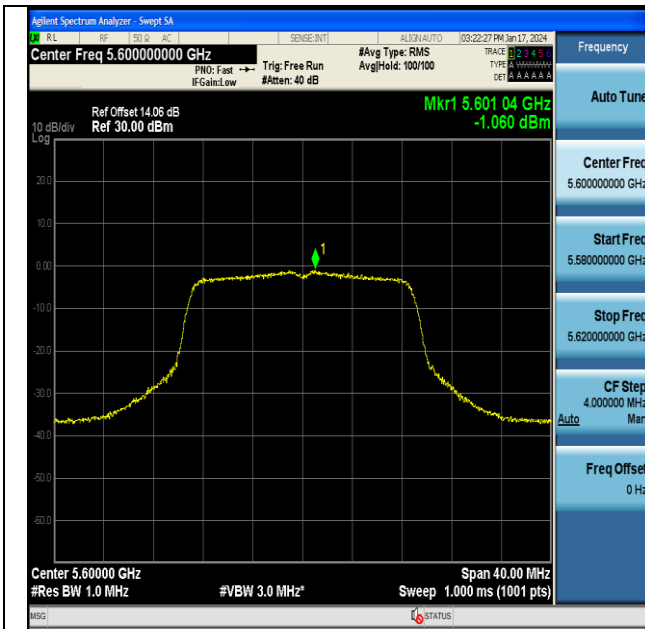 Agilent Spectrum Analyzer - Swept SA
RL RF 50 Ω AC SENSE:INT ALIGN AUTO 03:22:27 PM Jan 17, 2024
Center Freq 5.600000000 GHz
PNO: Fast
IFGain:Low
Trig: Free Run
#Atten: 40 dB
#Avg Type: RMS
Avg|Hold: 100/100
TRACE 1 2 3 4 5 6
TYPE A
DET A A A A A A
Frequency
Mkr1 5.601 04 GHz
-1.060 dBm
Ref Offset 14.06 dB
Ref 30.00 dBm
10 dB/div
Log
20.0
10.0
0.00
-10.0
-20.0
-30.0
-40.0
-50.0
-60.0
1
Center 5.60000 GHz
Span 40.00 MHz
#Res BW 1.0 MHz
#VBW 3.0 MHz*
Sweep 1.000 ms (1001 pts)
MSG
STATUS
Auto Tune
Center Freq
5.600000000 GHz
Start Freq
5.580000000 GHz
Stop Freq
5.620000000 GHz
CF Step
4.000000 MHz
Auto Man
Freq Offset
0 Hz